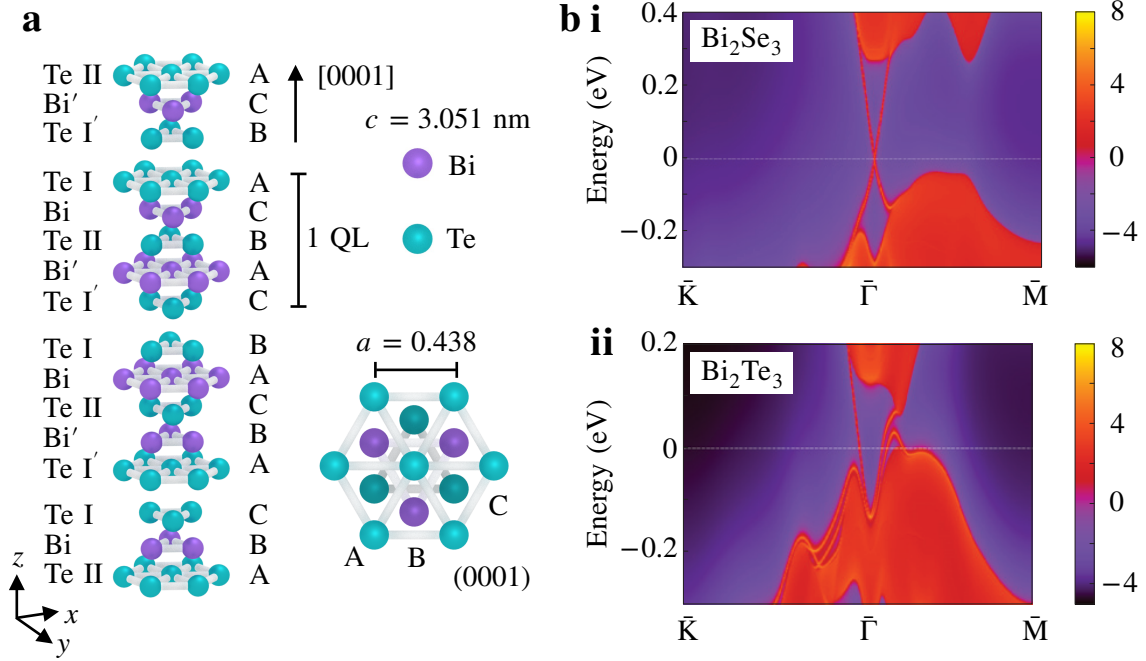 a
Te II A
Bi′ C
Te I′ B
[0001]
c = 3.051 nm
Bi
Te
Te I A
Bi C
Te II B
Bi′ A
Te I′ C
1 QL
Te I B
Bi A
Te II C
Bi′ B
Te I′ A
Te I C
Bi B
Te II A
z
x
y
a = 0.438
A
B
C
(0001)
b i
Bi₂Se₃
Energy (eV)
0.4
0.2
0
−0.2
K̄ Γ̄ M̄
8
4
2
0
−4
ii
Bi₂Te₃
Energy (eV)
0.2
0
−0.2
K̄ Γ̄ M̄
8
4
2
0
−4